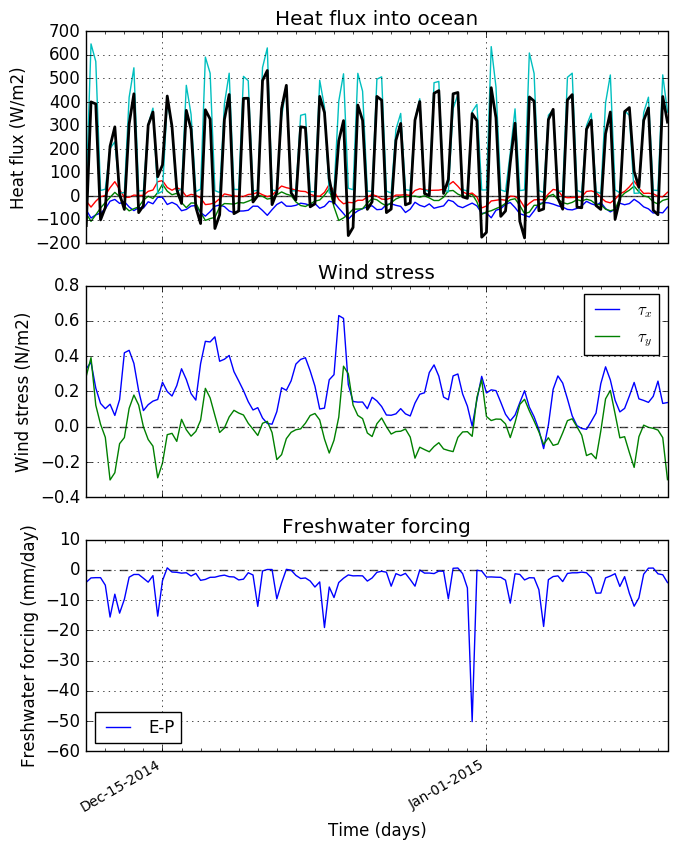 Heat flux into ocean
Heat flux (W/m2)
700
600
500
400
300
200
100
0
−100
−200
Wind stress
Wind stress (N/m2)
0.8
0.6
0.4
0.2
0.0
−0.2
−0.4
τx
τy
Freshwater forcing
Freshwater forcing (mm/day)
10
0
−10
−20
−30
−40
−50
−60
E-P
Dec-15-2014
Jan-01-2015
Time (days)